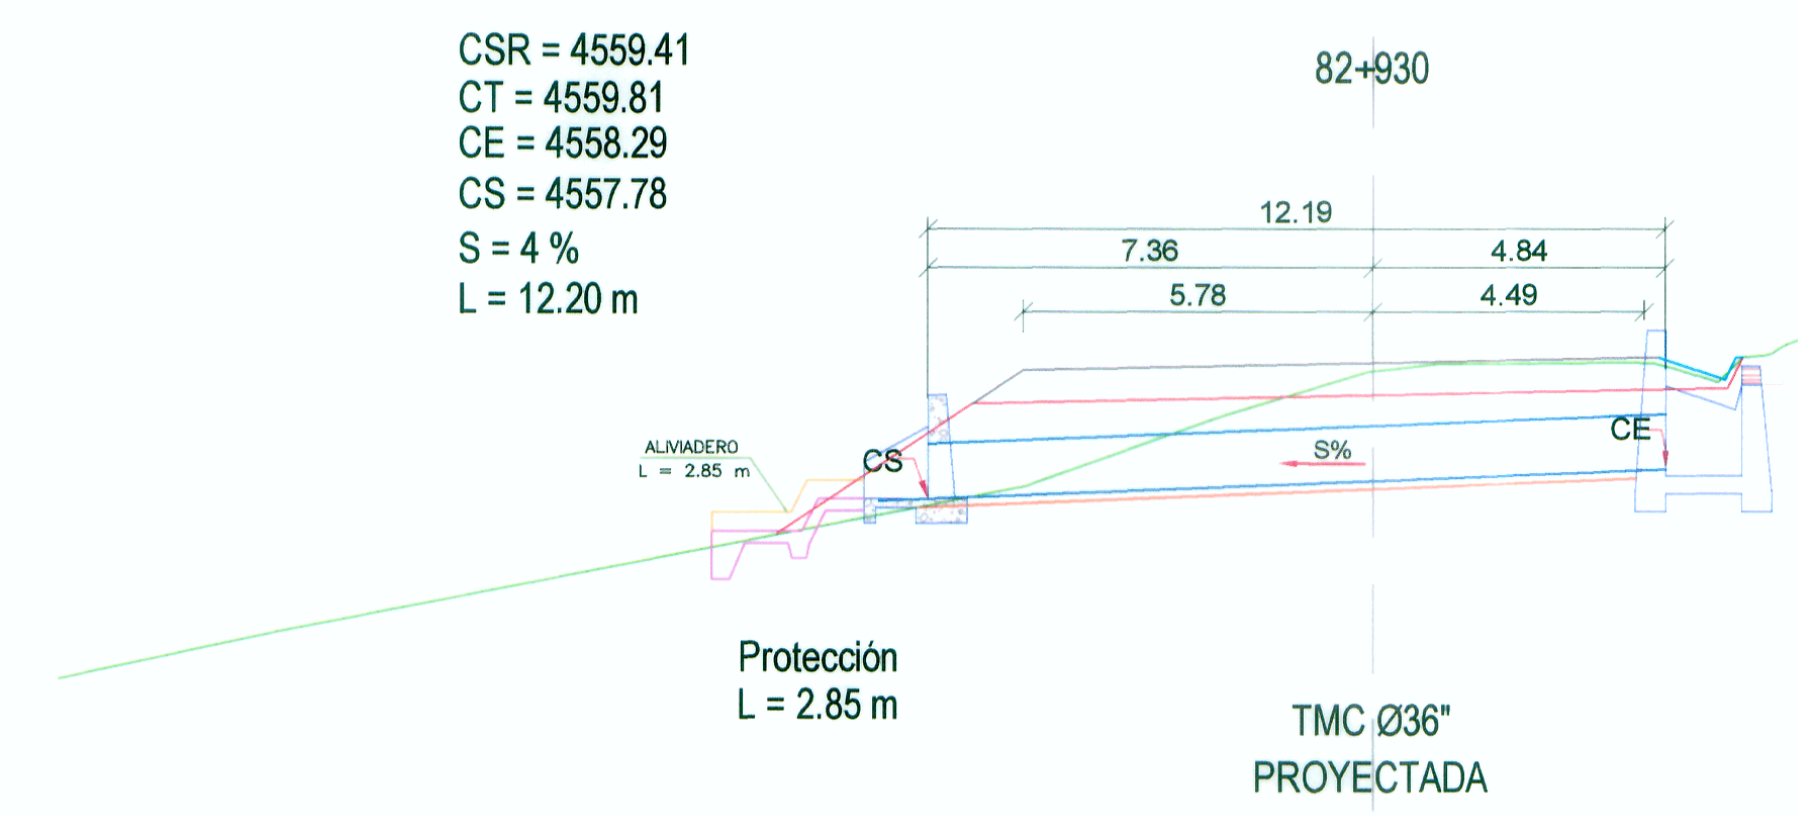 CSR = 4559.41
CT = 4559.81
CE = 4558.29
CS = 4557.78
S = 4 %
L = 12.20 m
82+930
12.19
7.36
4.84
5.78
4.49
ALIVIADERO
L = 2.85 m
CS
S%
CE
Protección
L = 2.85 m
TMC Ø36"
PROYECTADA